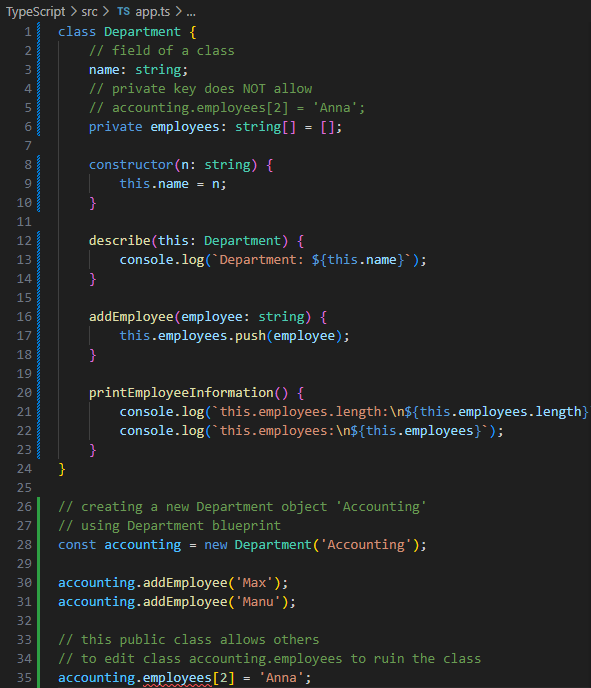 TypeScript > src > TS app.ts > ...
1 class Department {
2     // field of a class
3     name: string;
4     // private key does NOT allow
5     // accounting.employees[2] = 'Anna';
6     private employees: string[] = [];
7
8     constructor(n: string) {
9         this.name = n;
10     }
11
12     describe(this: Department) {
13         console.log(`Department: ${this.name}`);
14     }
15
16     addEmployee(employee: string) {
17         this.employees.push(employee);
18     }
19
20     printEmployeeInformation() {
21         console.log(`this.employees.length:\n${this.employees.length}
22         console.log(`this.employees:\n${this.employees}`);
23     }
24 }
25
26 // creating a new Department object 'Accounting'
27 // using Department blueprint
28 const accounting = new Department('Accounting');
29
30 accounting.addEmployee('Max');
31 accounting.addEmployee('Manu');
32
33 // this public class allows others
34 // to edit class accounting.employees to ruin the class
35 accounting.employees[2] = 'Anna';